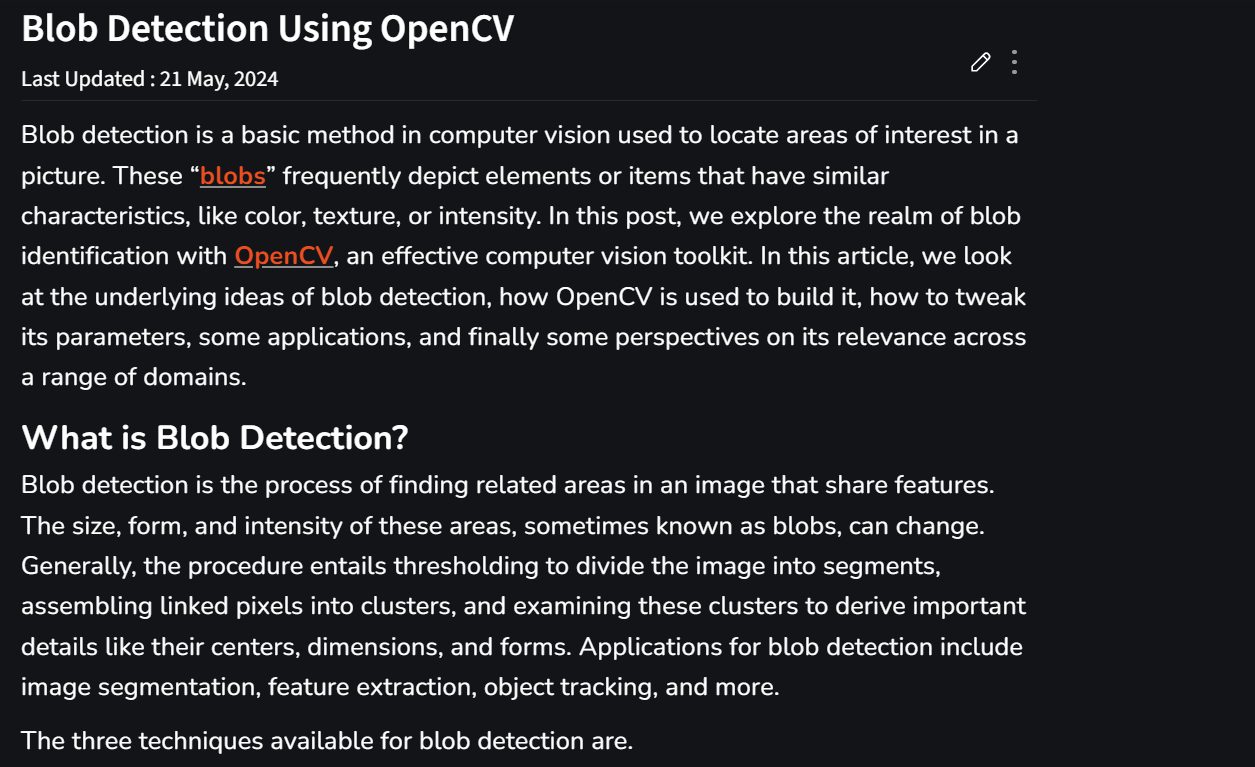 Blob Detection Using OpenCV
Last Updated : 21 May, 2024
Blob detection is a basic method in computer vision used to locate areas of interest in a
picture. These “blobs” frequently depict elements or items that have similar
characteristics, like color, texture, or intensity. In this post, we explore the realm of blob
identification with OpenCV, an effective computer vision toolkit. In this article, we look
at the underlying ideas of blob detection, how OpenCV is used to build it, how to tweak
its parameters, some applications, and finally some perspectives on its relevance across
a range of domains.
What is Blob Detection?
Blob detection is the process of finding related areas in an image that share features.
The size, form, and intensity of these areas, sometimes known as blobs, can change.
Generally, the procedure entails thresholding to divide the image into segments,
assembling linked pixels into clusters, and examining these clusters to derive important
details like their centers, dimensions, and forms. Applications for blob detection include
image segmentation, feature extraction, object tracking, and more.
The three techniques available for blob detection are.